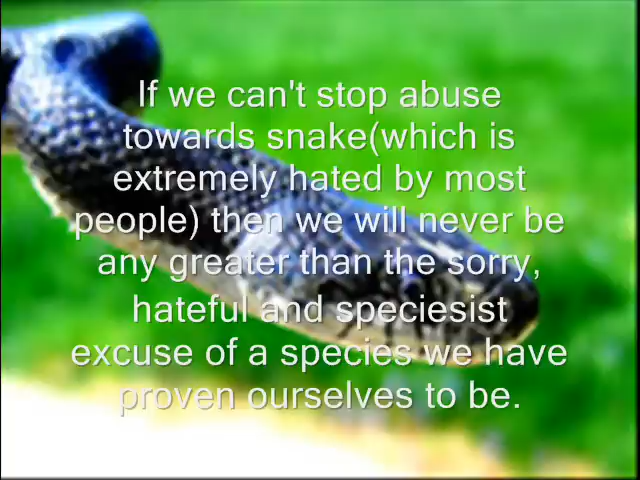 If we can't stop abuse
towards snake(which is
extremely hated by most
people) then we will never be
any greater than the sorry,
hateful and speciesist
excuse of a species we have
proven ourselves to be.